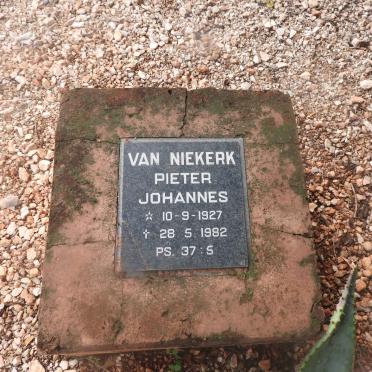 VAN NIEKERK
PIETER
JOHANNES
☆ 10-9-1927
✝ 28 5 1982
PS. 37:5